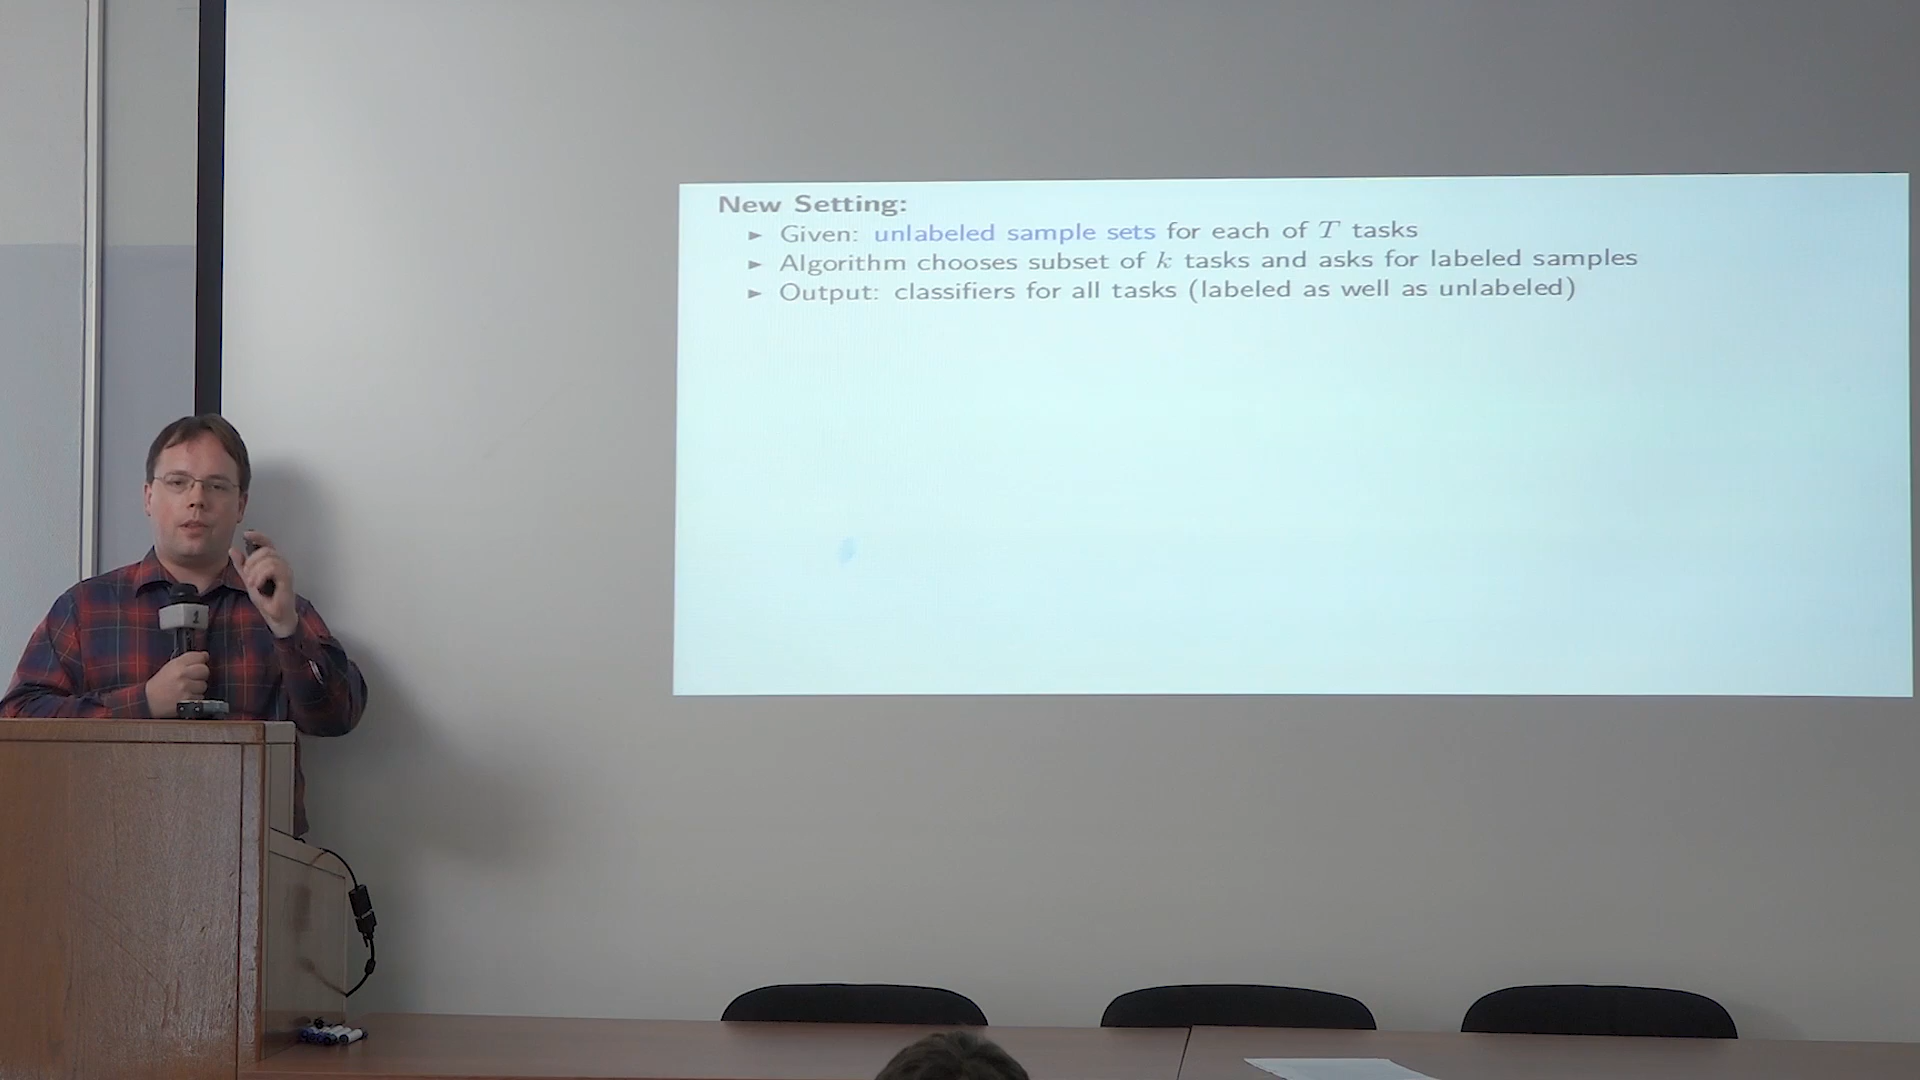 New Setting:
► Given: unlabeled sample sets for each of T tasks
► Algorithm chooses subset of k tasks and asks for labeled samples
► Output: classifiers for all tasks (labeled as well as unlabeled)
1